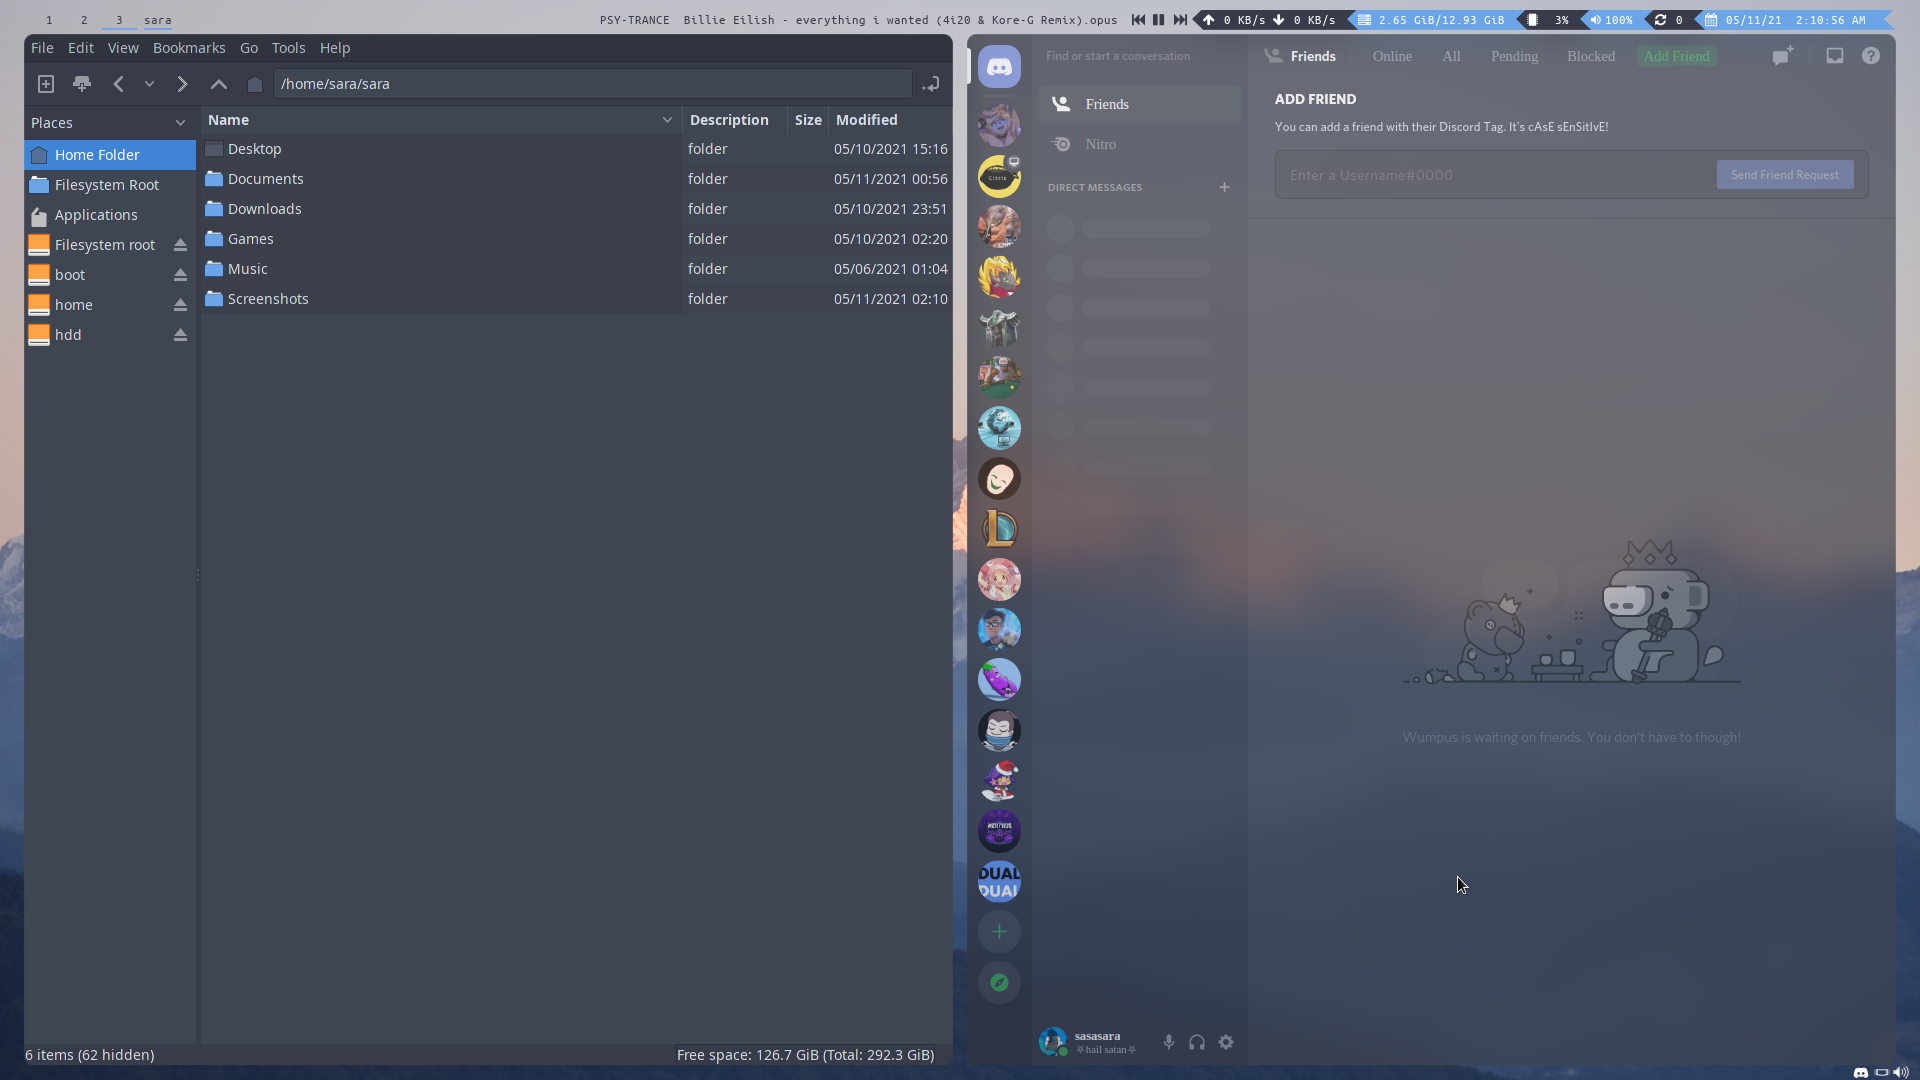 1 2 3 sara
PSY-TRANCE Billie Eilish - everything i wanted (4i20 & Kore-G Remix).opus
0 KB/s 0 KB/s 2.65 GiB/12.93 GiB 3% 100% 0 05/11/21 2:10:56 AM
File Edit View Bookmarks Go Tools Help
/home/sara/sara
Places
Home Folder
Filesystem Root
Applications
Filesystem root
boot
home
hdd
Name Description Size Modified
Desktop folder 05/10/2021 15:16
Documents folder 05/11/2021 00:56
Downloads folder 05/10/2021 23:51
Games folder 05/10/2021 02:20
Music folder 05/06/2021 01:04
Screenshots folder 05/11/2021 02:10
6 items (62 hidden)
Free space: 126.7 GiB (Total: 292.3 GiB)
Citric
DUAL
DUAL
Find or start a conversation
Friends
Nitro
DIRECT MESSAGES
sasasara
⛧hail satan⛧
Friends Online All Pending Blocked Add Friend
ADD FRIEND
You can add a friend with their Discord Tag. It's cAsE sEnSitIvE!
Enter a Username#0000
Send Friend Request
Wumpus is waiting on friends. You don't have to though!